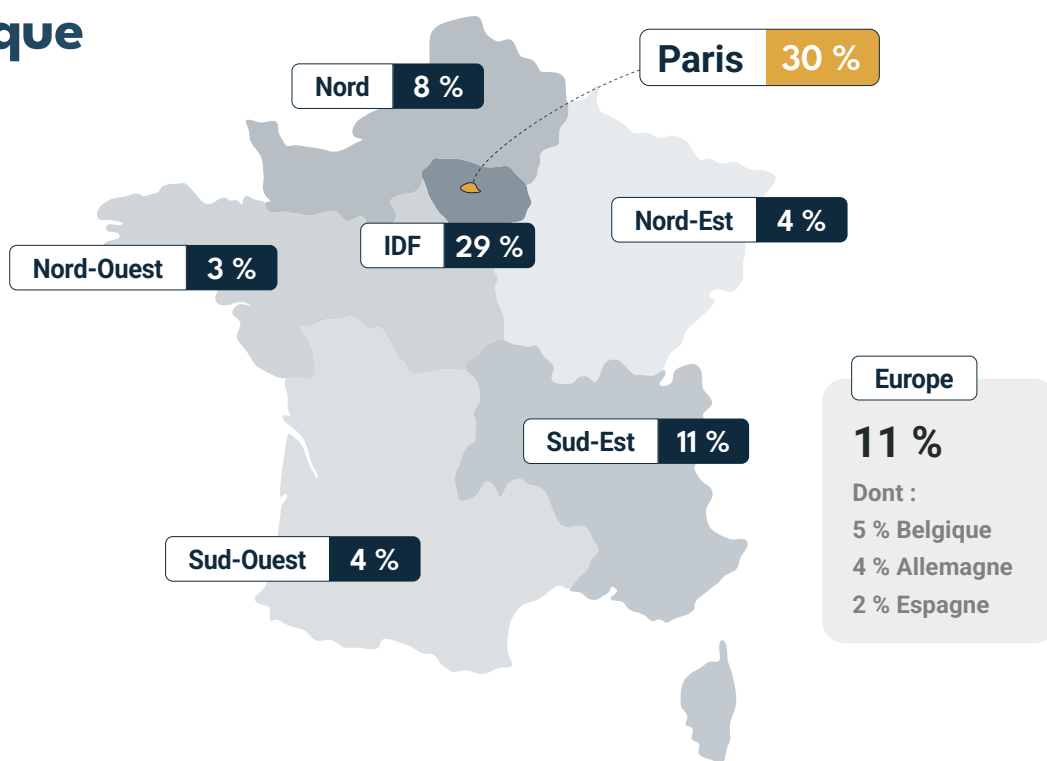 que
Paris 30 %
Nord 8 %
Nord-Est 4 %
IDF 29 %
Nord-Ouest 3 %
Europe
11 %
Dont :
5 % Belgique
4 % Allemagne
2 % Espagne
Sud-Est 11 %
Sud-Ouest 4 %